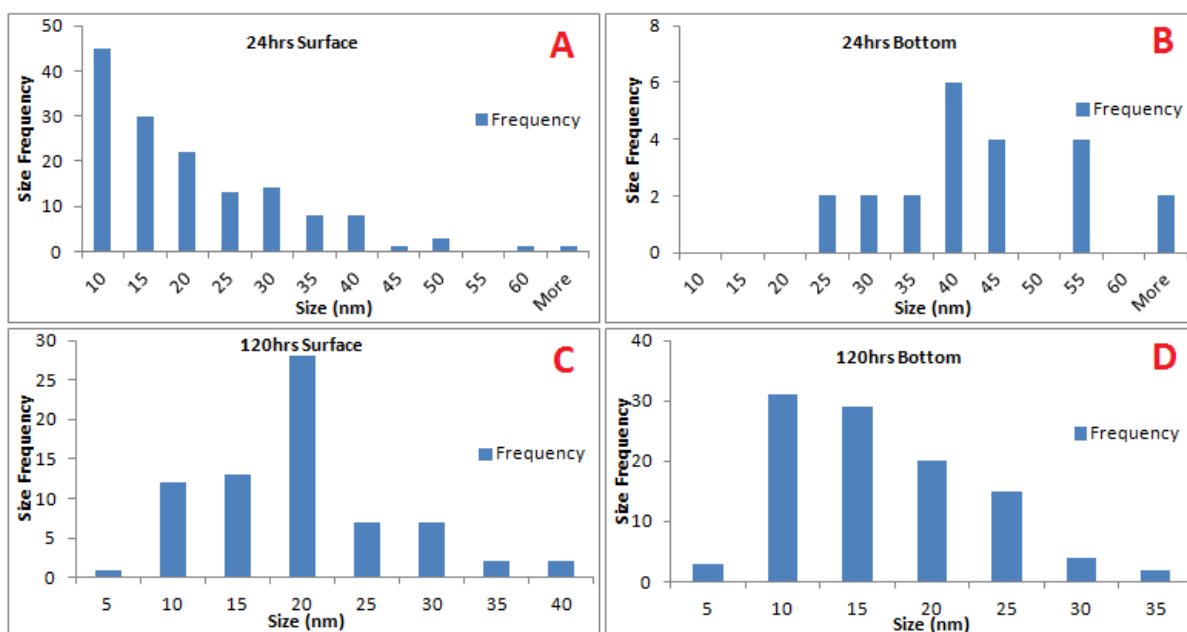 24hrs Surface
A
Size Frequency
50
40
30
20
10
0
Frequency
10 15 20 25 30 35 40 45 50 55 60 More
Size (nm)
24hrs Bottom
B
Size Frequency
8
6
4
2
0
Frequency
10 15 20 25 30 35 40 45 50 55 60 More
Size (nm)
120hrs Surface
C
Size Frequency
30
25
20
15
10
5
0
Frequency
5 10 15 20 25 30 35 40
Size (nm)
120hrs Bottom
D
Size Frequency
40
30
20
10
0
Frequency
5 10 15 20 25 30 35
Size (nm)